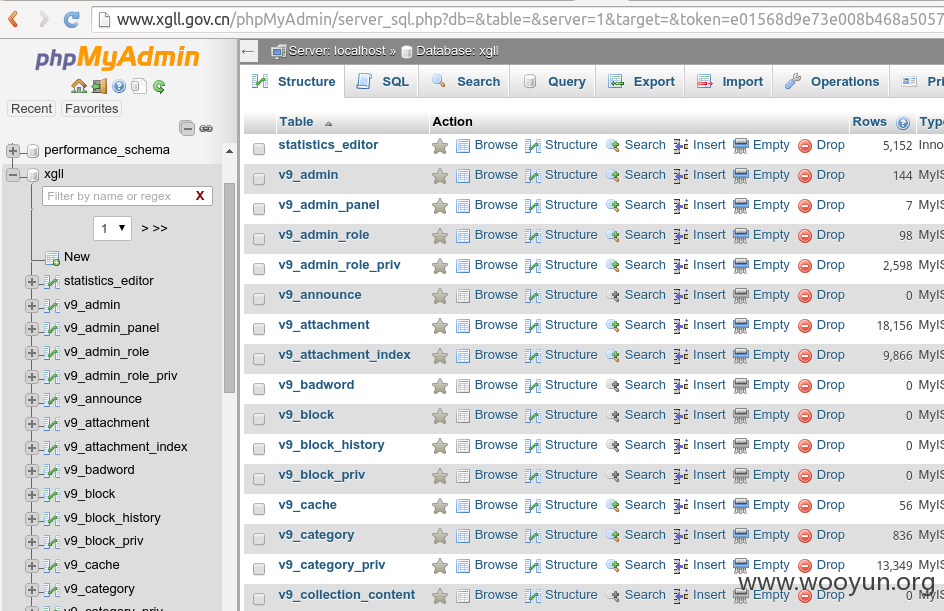 www.xgll.gov.cn/phpMyAdmin/server_sql.php?db=&table=&server=1&target=&token=e01568d9e73e008b468a5057
phpMyAdmin
Recent Favorites
performance_schema
xgll
Filter by name or regex X
1 > >>
New
statistics_editor
v9_admin
v9_admin_panel
v9_admin_role
v9_admin_role_priv
v9_announce
v9_attachment
v9_attachment_index
v9_badword
v9_block
v9_block_history
v9_block_priv
v9_cache
v9_category
v9_category_priv
Server: localhost » Database: xgll
Structure SQL Search Query Export Import Operations Pri
Table Action Rows Type
statistics_editor Browse Structure Search Insert Empty Drop 5,152 Inno
v9_admin Browse Structure Search Insert Empty Drop 144 MyIS
v9_admin_panel Browse Structure Search Insert Empty Drop 7 MyIS
v9_admin_role Browse Structure Search Insert Empty Drop 98 MyIS
v9_admin_role_priv Browse Structure Search Insert Empty Drop 2,598 MyIS
v9_announce Browse Structure Search Insert Empty Drop 0 MyIS
v9_attachment Browse Structure Search Insert Empty Drop 18,156 MyIS
v9_attachment_index Browse Structure Search Insert Empty Drop 9,866 MyIS
v9_badword Browse Structure Search Insert Empty Drop 0 MyIS
v9_block Browse Structure Search Insert Empty Drop 0 MyIS
v9_block_history Browse Structure Search Insert Empty Drop 0 MyIS
v9_block_priv Browse Structure Search Insert Empty Drop 0 MyIS
v9_cache Browse Structure Search Insert Empty Drop 56 MyIS
v9_category Browse Structure Search Insert Empty Drop 836 MyIS
v9_category_priv Browse Structure Search Insert Empty Drop 13,349 MyIS
v9_collection_content Browse Structure Search Insert Empty Drop 0 MyIS
www.wooyun.org